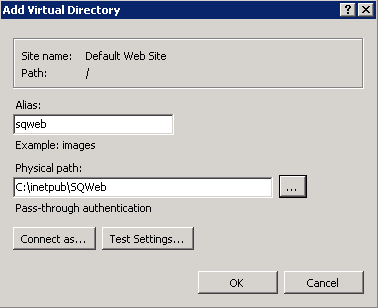 Add Virtual Directory
Site name: Default Web Site
Path: /
Alias:
sqweb
Example: images
Physical path:
C:\inetpub\SQWeb ...
Pass-through authentication
Connect as... Test Settings...
OK Cancel